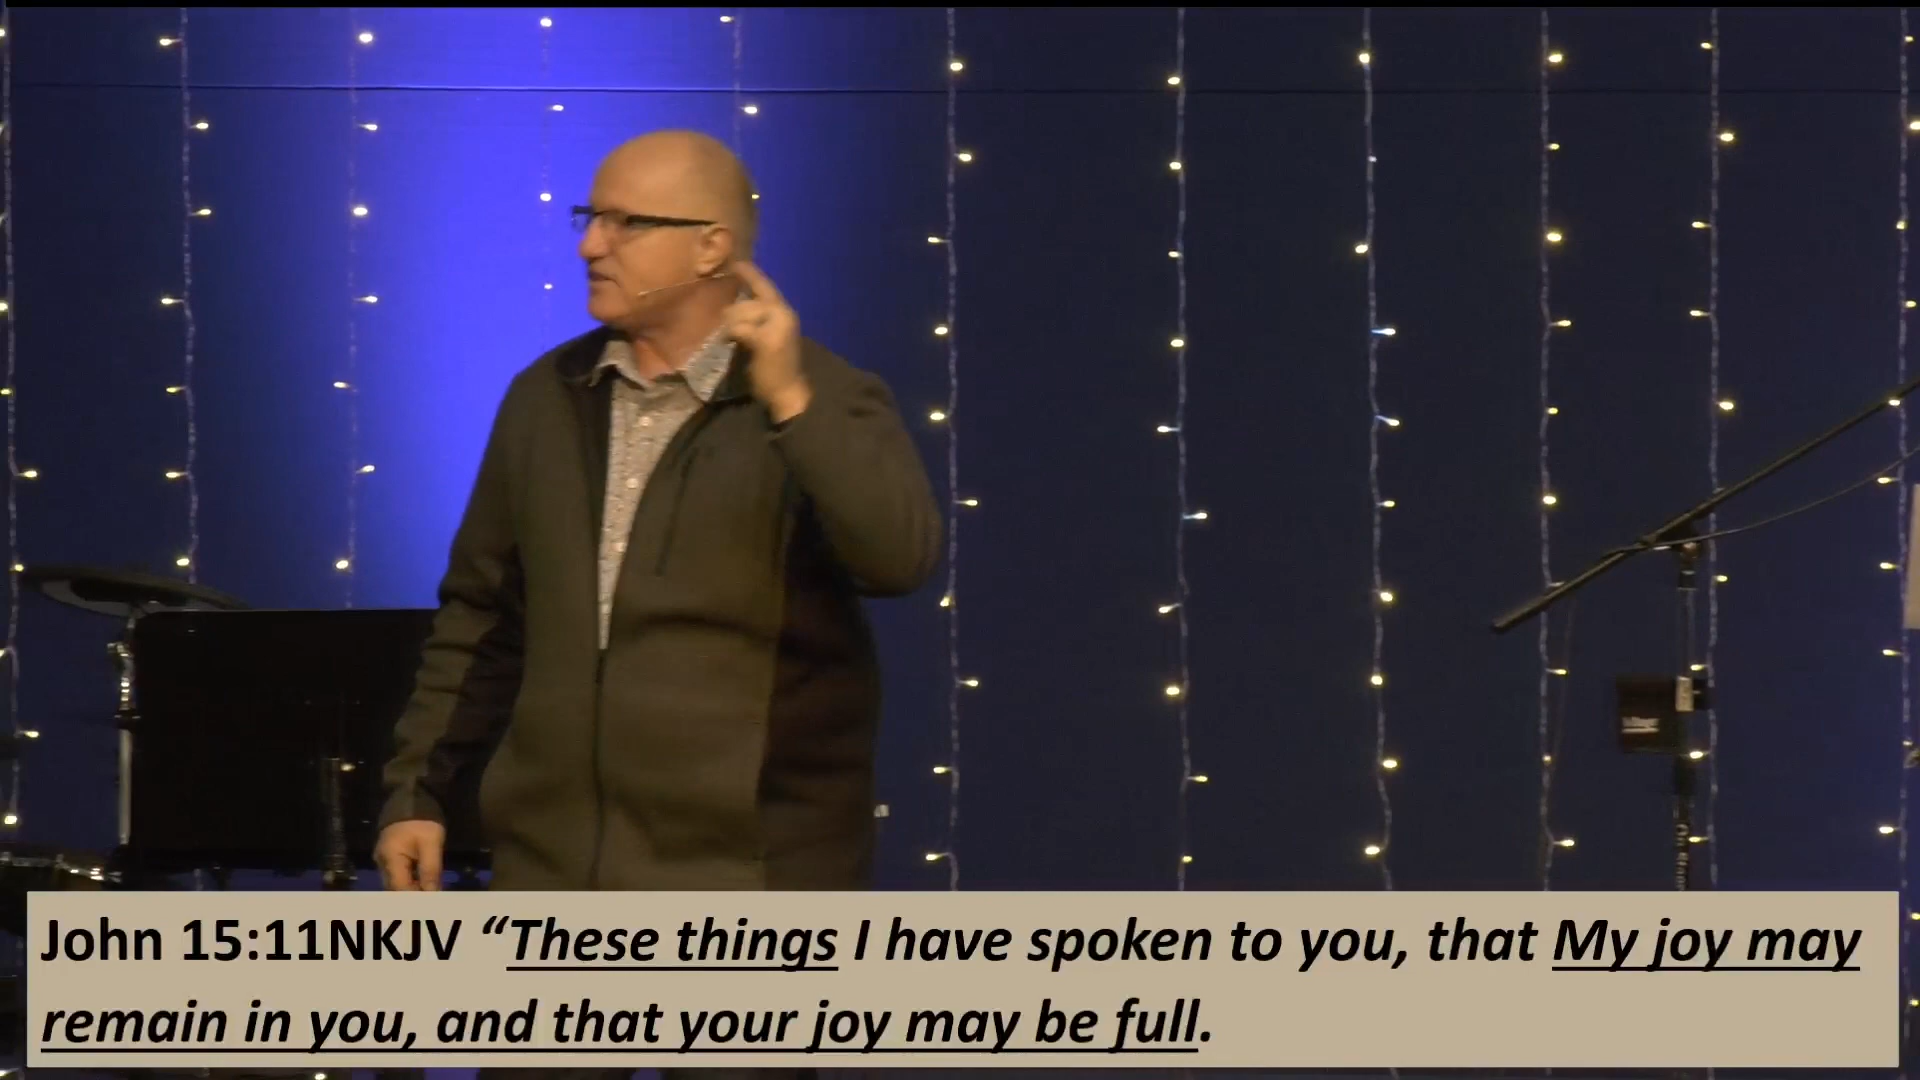 John 15:11NKJV “These things I have spoken to you, that My joy may
remain in you, and that your joy may be full.